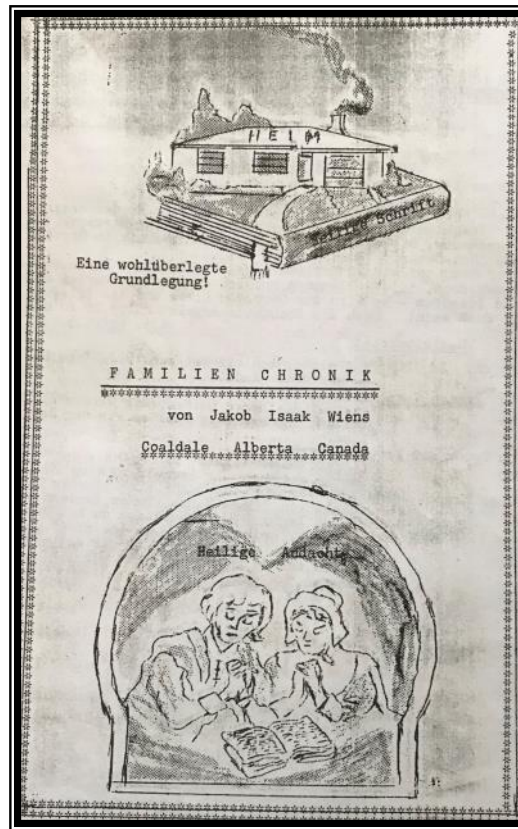 HEIM
Heilige Schrift
Eine wohlüberlegte
Grundlegung!
FAMILIEN CHRONIK
von Jakob Isaak Wiens
Coaldale Alberta Canada
Heilige Andacht